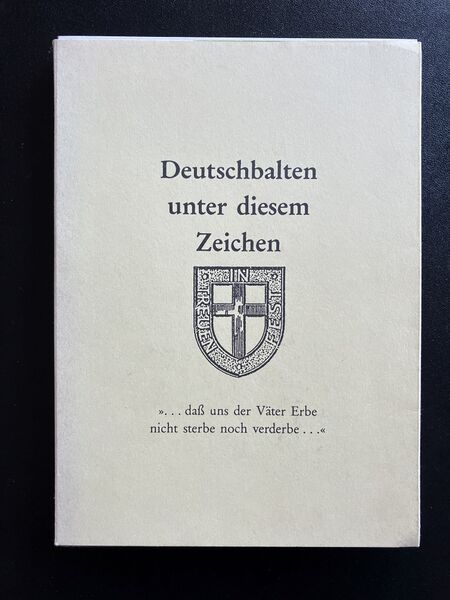 Deutschbalten
unter diesem
Zeichen
IN
TREUEN
FEST
»... daß uns der Väter Erbe
nicht sterbe noch verderbe ...«